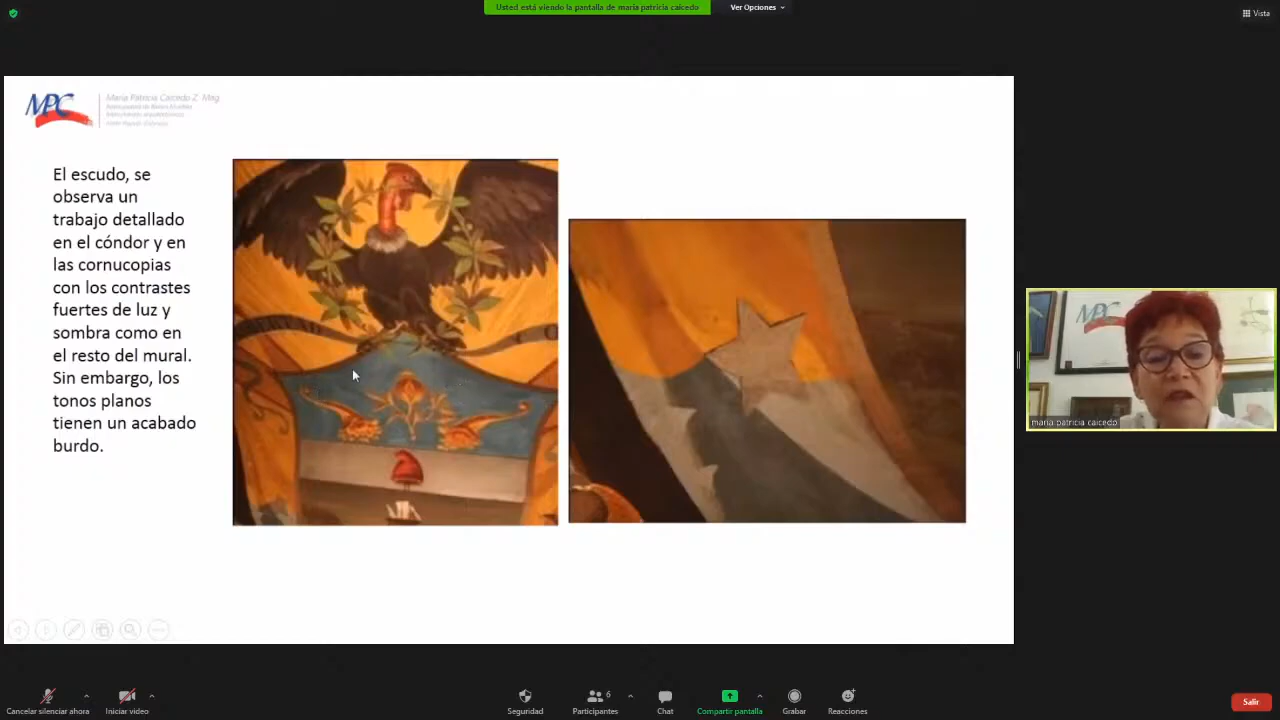 Usted está viendo la pantalla de maria patricia caicedo
Ver Opciones
Vista
MPC
Maria Patricia Caicedo Z. Mag.
El escudo, se
observa un
trabajo detallado
en el cóndor y en
las cornucopias
con los contrastes
fuertes de luz y
sombra como en
el resto del mural.
Sin embargo, los
tonos planos
tienen un acabado
burdo.
MPC
maria patricia caicedo
Cancelar silenciar ahora
Iniciar video
Seguridad
6
Participantes
Chat
Compartir pantalla
Grabar
Reacciones
Salir